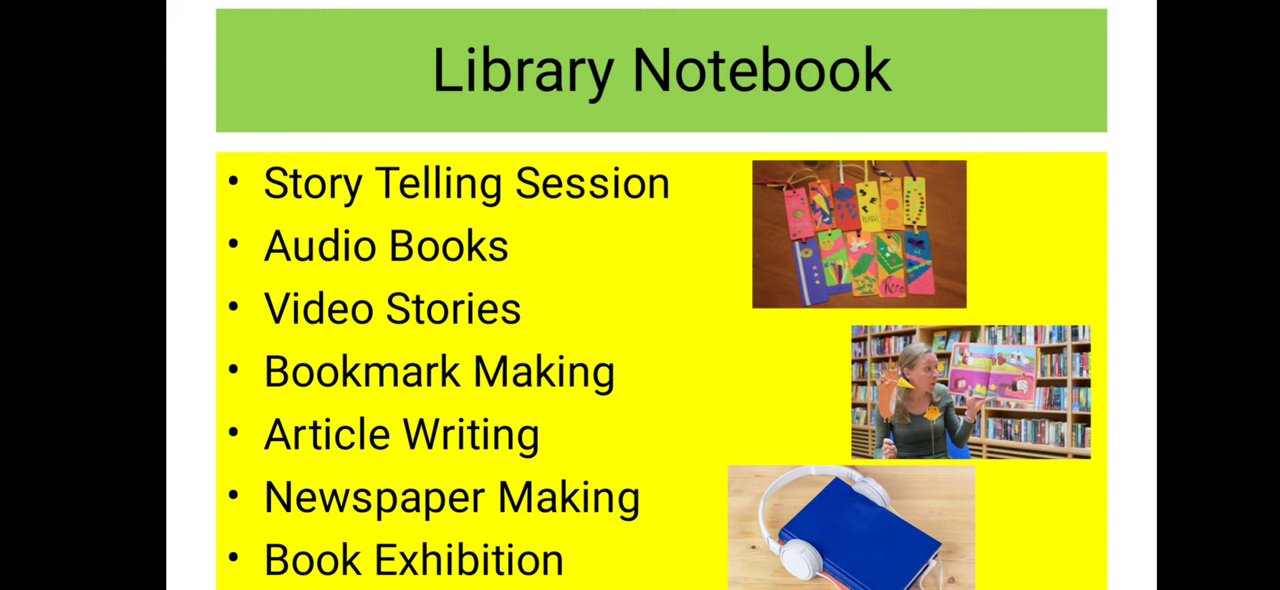 Library Notebook
• Story Telling Session
• Audio Books
• Video Stories
• Bookmark Making
• Article Writing
• Newspaper Making
• Book Exhibition